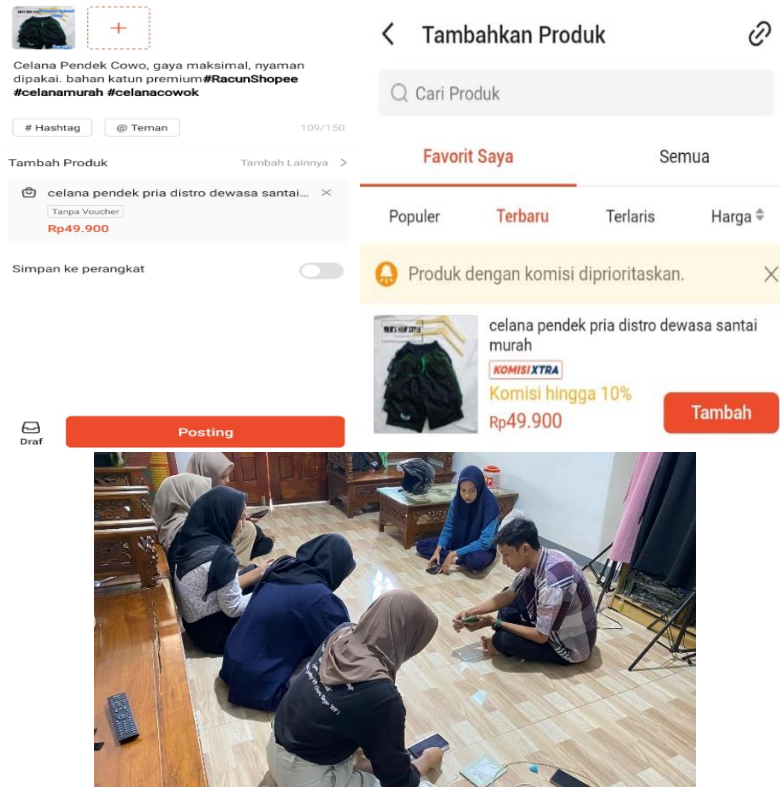 Celana Pendek Cowo, gaya maksimal, nyaman
dipakai. bahan katun premium#RacunShopee
#celanamurah #celanacowok
# Hashtag
@ Teman
109/150
Tambah Produk
Tambah Lainnya >
celana pendek pria distro dewasa santai...
Tanpa Voucher
Rp49.900
Simpan ke perangkat
Draf
Posting
Tambahkan Produk
Cari Produk
Favorit Saya
Semua
Populer
Terbaru
Terlaris
Harga
Produk dengan komisi diprioritaskan.
celana pendek pria distro dewasa santai
murah
KOMISI XTRA
Komisi hingga 10%
Rp49.900
Tambah